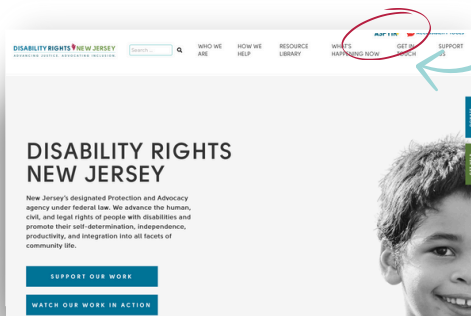 DISABILITY RIGHTS NEW JERSEY
ADVANCING JUSTICE. ADVOCATING INCLUSION.
Search ...
WHO WE ARE
HOW WE HELP
RESOURCE LIBRARY
WHAT'S HAPPENING NOW
GET IN TOUCH
SUPPORT US
DISABILITY RIGHTS
NEW JERSEY
New Jersey's designated Protection and Advocacy
agency under federal law. We advance the human,
civil, and legal rights of people with disabilities and
promote their self-determination, independence,
productivity, and integration into all facets of
community life.
SUPPORT OUR WORK
WATCH OUR WORK IN ACTION